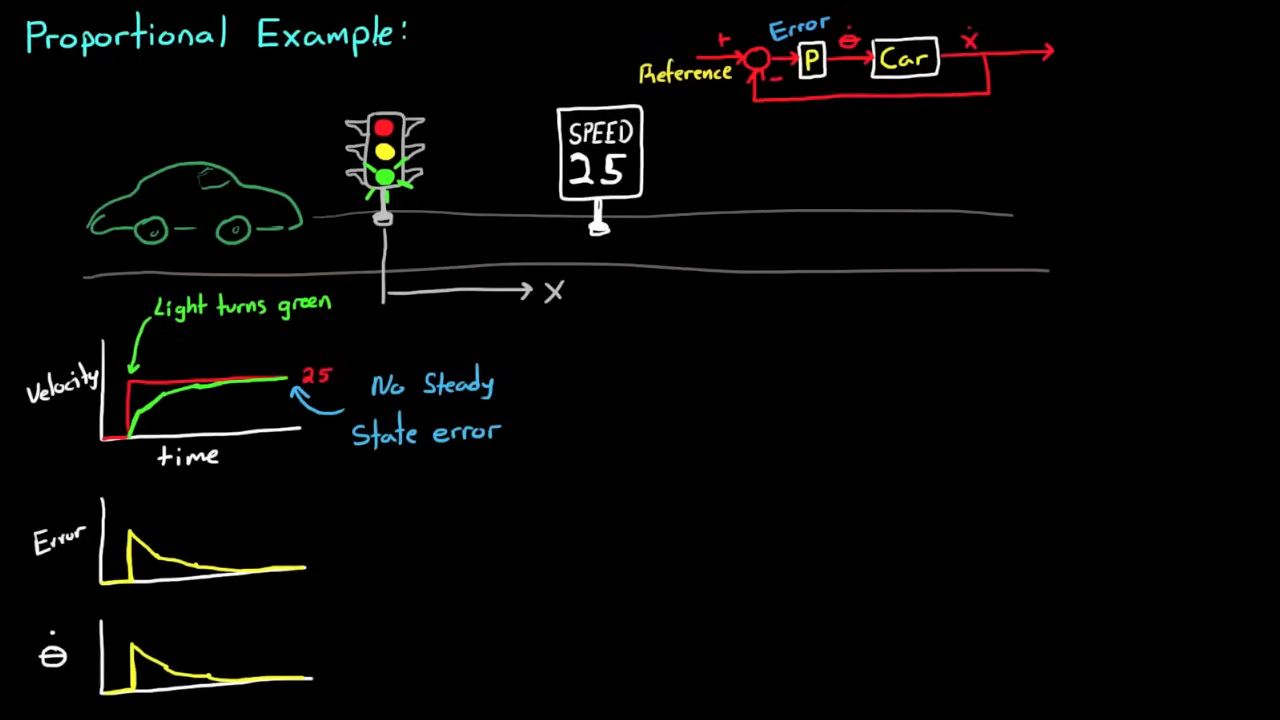 Proportional Example:
Error
+
θ̇
ẋ
P
Car
Reference
-
SPEED
25
X
Light turns green
Velocity
25
No Steady
State error
time
Error
θ̇